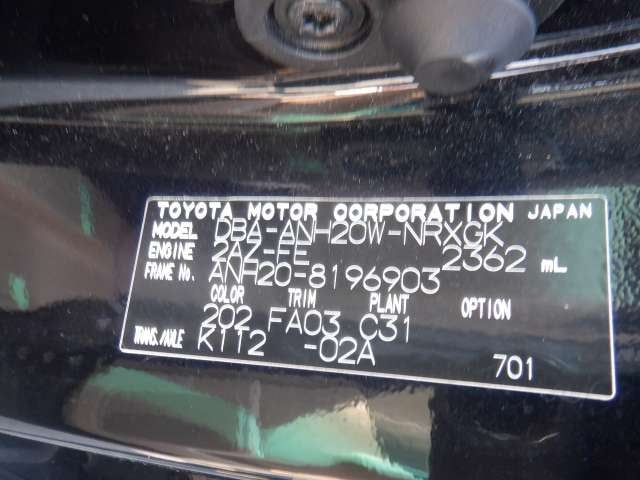 TOYOTA MOTOR CORPORATION JAPAN
MODEL DBA-ANH20W-NRXGK
ENGINE 2AZ-FE 2362 mL
FRAME No. ANH20-8196903
COLOR TRIM PLANT OPTION
202 FA03 C31
TRANS./AXLE K112 -02A
701